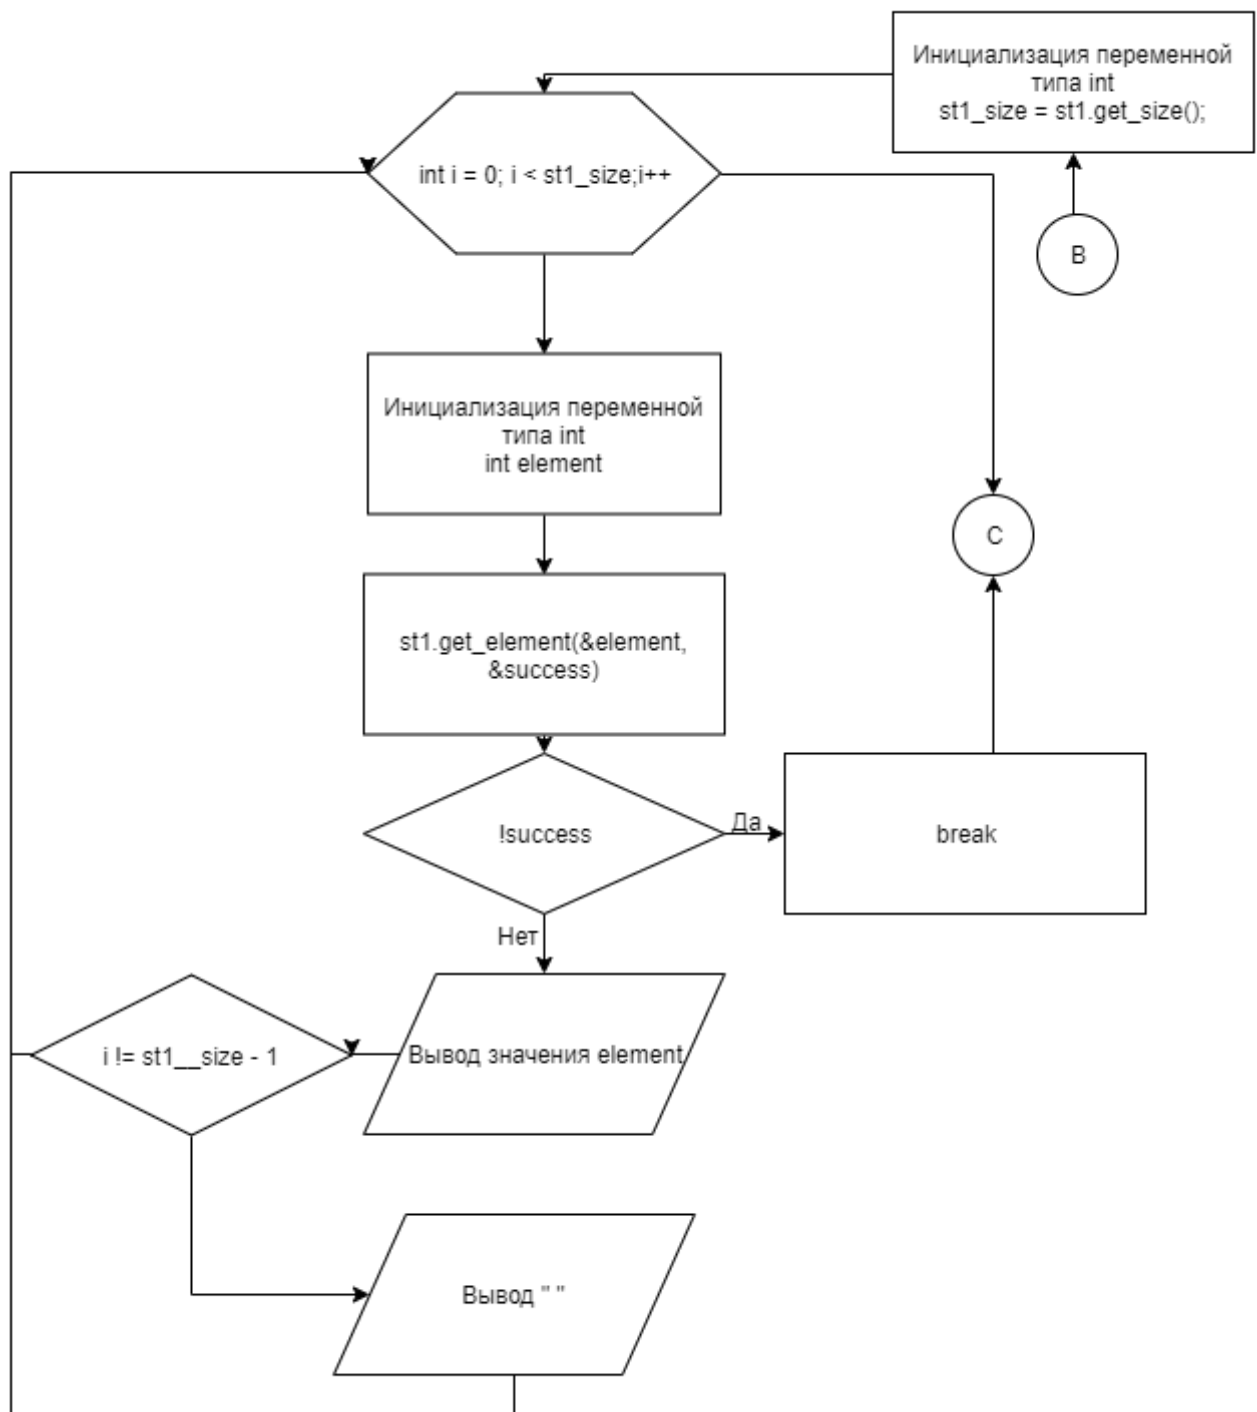 Инициализация переменной
типа int
st1_size = st1.get_size();
int i = 0; i < st1_size;i++
B
Инициализация переменной
типа int
int element
C
st1.get_element(&element,
&success)
!success
Да
break
Нет
i != st1__size - 1
Вывод значения element
Вывод " "